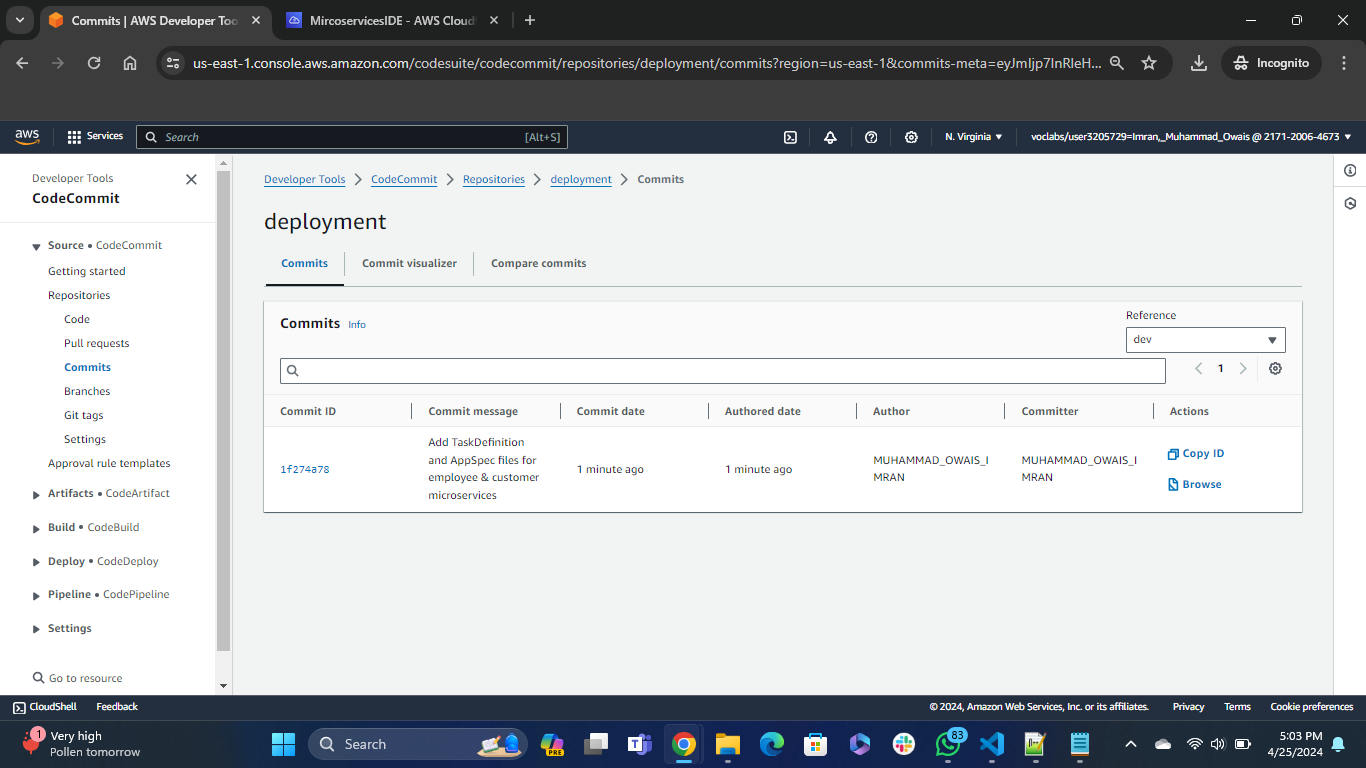 Commits | AWS Developer Too
MircoservicesIDE - AWS Cloud
us-east-1.console.aws.amazon.com/codesuite/codecommit/repositories/deployment/commits?region=us-east-1&commits-meta=eyJmIjp7InRleH...
Incognito
aws
Services
Search
[Alt+S]
N. Virginia
voclabs/user3205729=Imran,_Muhammad_Owais @ 2171-2006-4673
Developer Tools
CodeCommit
Source • CodeCommit
Getting started
Repositories
Code
Pull requests
Commits
Branches
Git tags
Settings
Approval rule templates
Artifacts • CodeArtifact
Build • CodeBuild
Deploy • CodeDeploy
Pipeline • CodePipeline
Settings
Go to resource
Developer Tools > CodeCommit > Repositories > deployment > Commits
deployment
Commits
Commit visualizer
Compare commits
Commits Info
Reference
dev
1
Commit ID
Commit message
Commit date
Authored date
Author
Committer
Actions
1f274a78
Add TaskDefinition
and AppSpec files for
employee & customer
microservices
1 minute ago
1 minute ago
MUHAMMAD_OWAIS_I
MRAN
MUHAMMAD_OWAIS_I
MRAN
Copy ID
Browse
CloudShell
Feedback
© 2024, Amazon Web Services, Inc. or its affiliates.
Privacy
Terms
Cookie preferences
1
Very high
Pollen tomorrow
Search
PRE
83
5:03 PM
4/25/2024